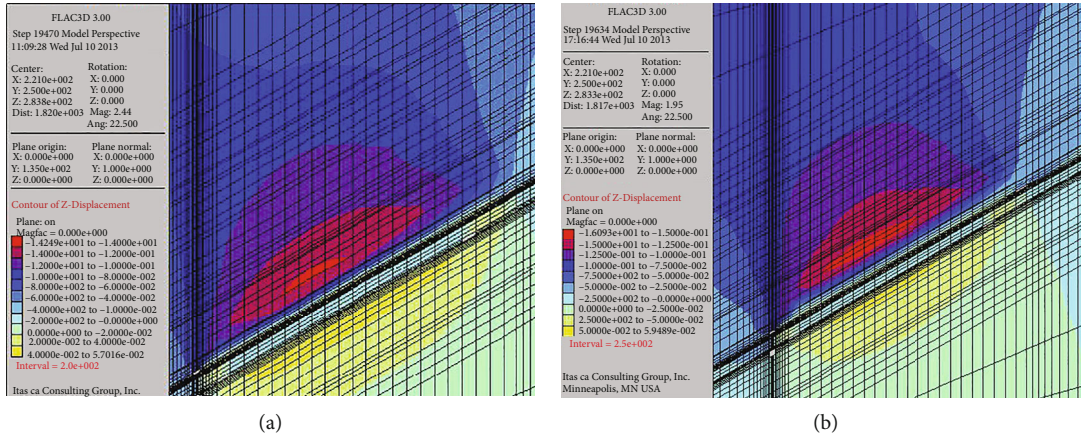 FLAC3D 3.00
Step 19470 Model Perspective
11:09:28 Wed Jul 10 2013
Center: Rotation:
X: 2.210e+002 X: 0.000
Y: 2.500e+002 Y: 0.000
Z: 2.838e+002 Z: 0.000
Dist: 1.820e+003 Mag: 2.44
Ang: 22.500
Plane origin: Plane normal:
X: 0.000e+000 X: 0.000e+000
Y: 1.350e+002 Y: 1.000e+000
Z: 0.000e+000 Z: 0.000e+000
Contour of Z-Displacement
Plane: on
Magfac = 0.000e+000
−1.4249e+001 to −1.4000e+001
−1.4000e+001 to −1.2000e-001
−1.2000e+001 to −1.0000e-001
−1.0000e+001 to −8.0000e-002
−8.0000e+002 to −6.0000e-002
−6.0000e+002 to −4.0000e-002
−4.0000e+002 to −1.0000e-002
−2.0000e+002 to −0.0000e+000
0.0000e+000 to −2.0000e-002
2.0000e-002 to 4.0000e-002
4.0000e-002 to 5.7016e-002
Interval = 2.0e+002
Itas ca Consulting Group, Inc.
(a)
FLAC3D 3.00
Step 19634 Model Perspective
17:16:44 Wed Jul 10 2013
Center: Rotation:
X: 2.210e+002 X: 0.000
Y: 2.500e+002 Y: 0.000
Z: 2.833e+002 Z: 0.000
Dist: 1.817e+003 Mag: 1.95
Ang: 22.500
Plane origin: Plane normal:
X: 0.000e+000 X: 0.000e+000
Y: 1.350e+002 Y: 1.000e+000
Z: 0.000e+000 Z: 0.000e+000
Contour of Z-Displacement
Plane on
Magfac = 0.000e+000
−1.6093e+001 to −1.5000e-001
−1.5000e+001 to −1.2500e-001
−1.2500e-001 to −1.0000e-001
−1.0000e-001 to −7.5000e-002
−7.5000e+002 to −5.0000e-002
−5.0000e-002 to −2.5000e-002
−2.5000e+002 to −0.0000e+000
0.0000e+000 to −2.5000e-002
2.5000e+002 to −5.0000e-002
5.0000e-002 to 5.9489e-002
Interval = 2.5e+002
Itas ca Consulting Group, Inc.
Minneapolis, MN USA
(b)